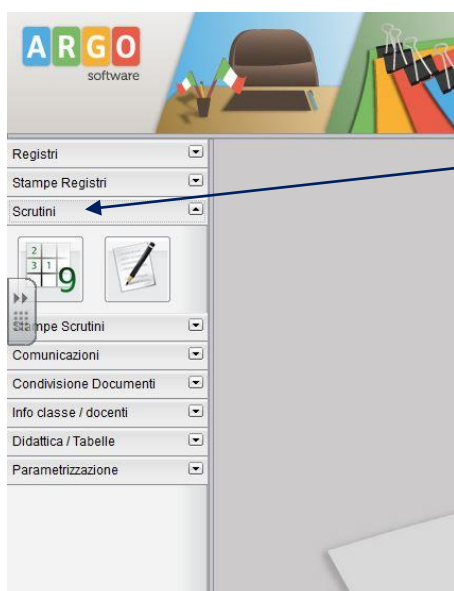 ARGO
software
Registri
Stampe Registri
Scrutini
2
3 1
9
Stampe Scrutini
Comunicazioni
Condivisione Documenti
Info classe / docenti
Didattica / Tabelle
Parametrizzazione